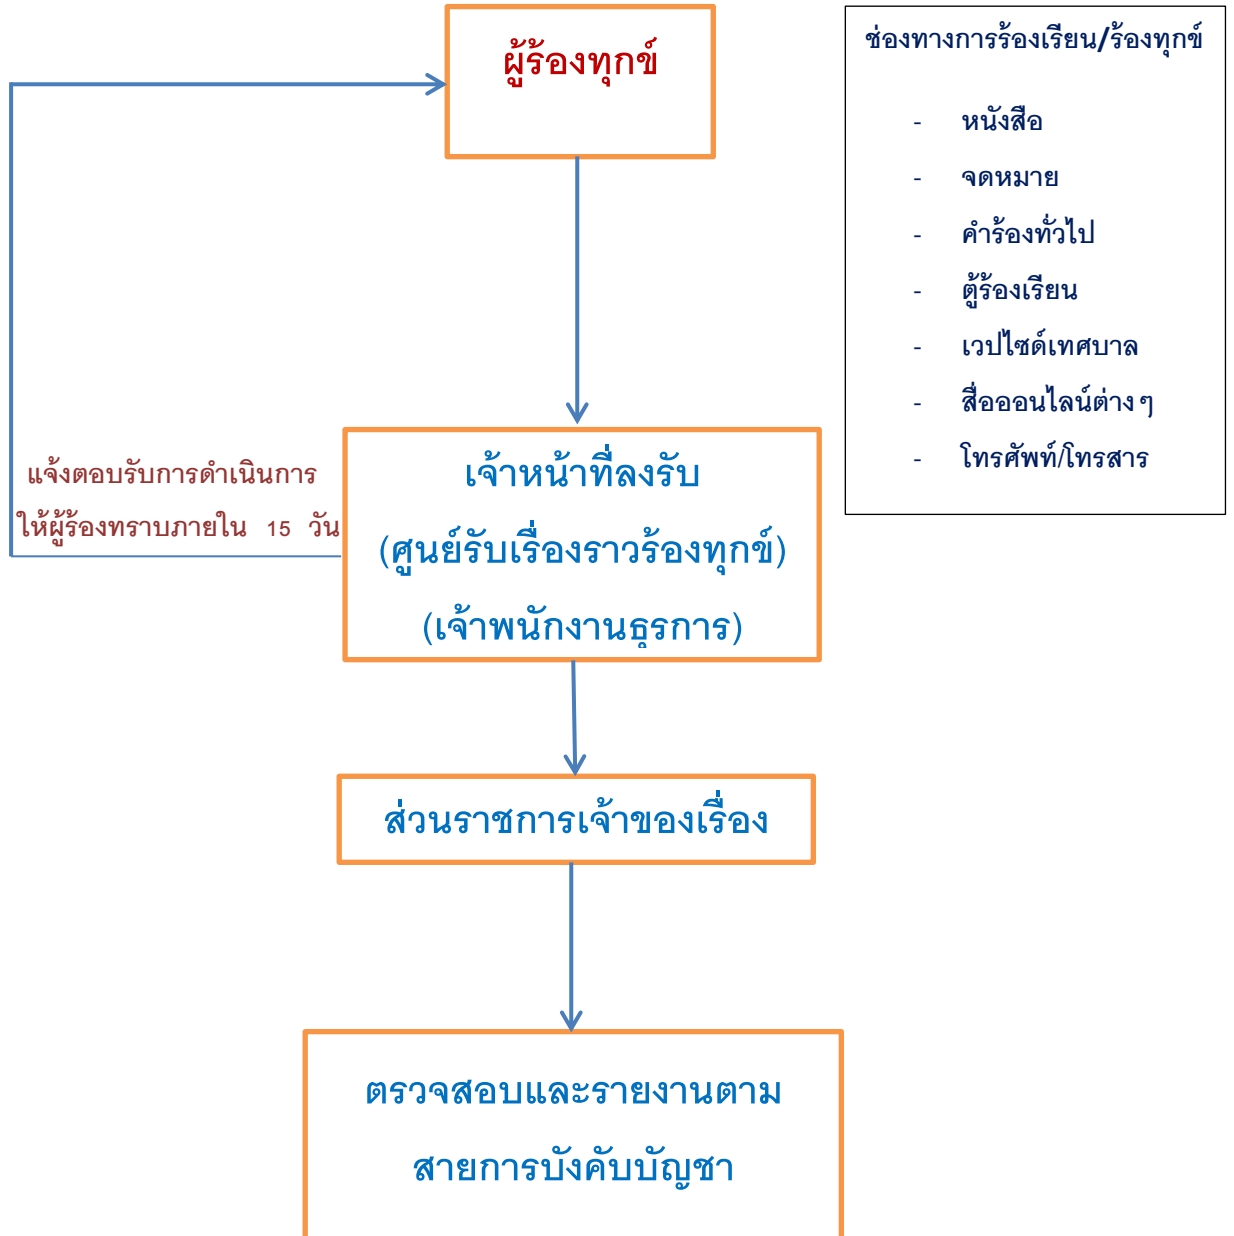 ผู้ร้องทุกข์
ช่องทางการร้องเรียน/ร้องทุกข์
- หนังสือ
- จดหมาย
- คำร้องทั่วไป
- ตู้ร้องเรียน
- เวปไซด์เทศบาล
- สื่อออนไลน์ต่าง ๆ
- โทรศัพท์/โทรสาร
แจ้งตอบรับการดำเนินการ
ให้ผู้ร้องทราบภายใน 15 วัน
เจ้าหน้าที่ลงรับ
(ศูนย์รับเรื่องราวร้องทุกข์)
(เจ้าพนักงานธุรการ)
ส่วนราชการเจ้าของเรื่อง
ตรวจสอบและรายงานตาม
สายการบังคับบัญชา